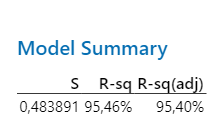 Model Summary
S R-sq R-sq(adj)
0,483891 95,46% 95,40%